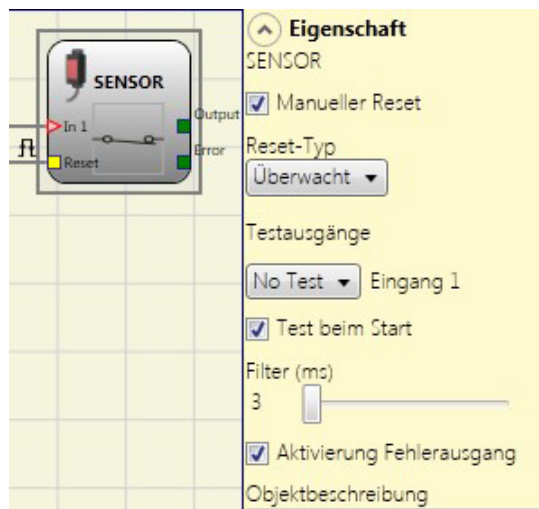 SENSOR
In 1
Output
Reset
Error
Eigenschaft
SENSOR
Manueller Reset
Reset-Typ
Überwacht
Testausgänge
No Test Eingang 1
Test beim Start
Filter (ms)
3
Aktivierung Fehlerausgang
Objektbeschreibung